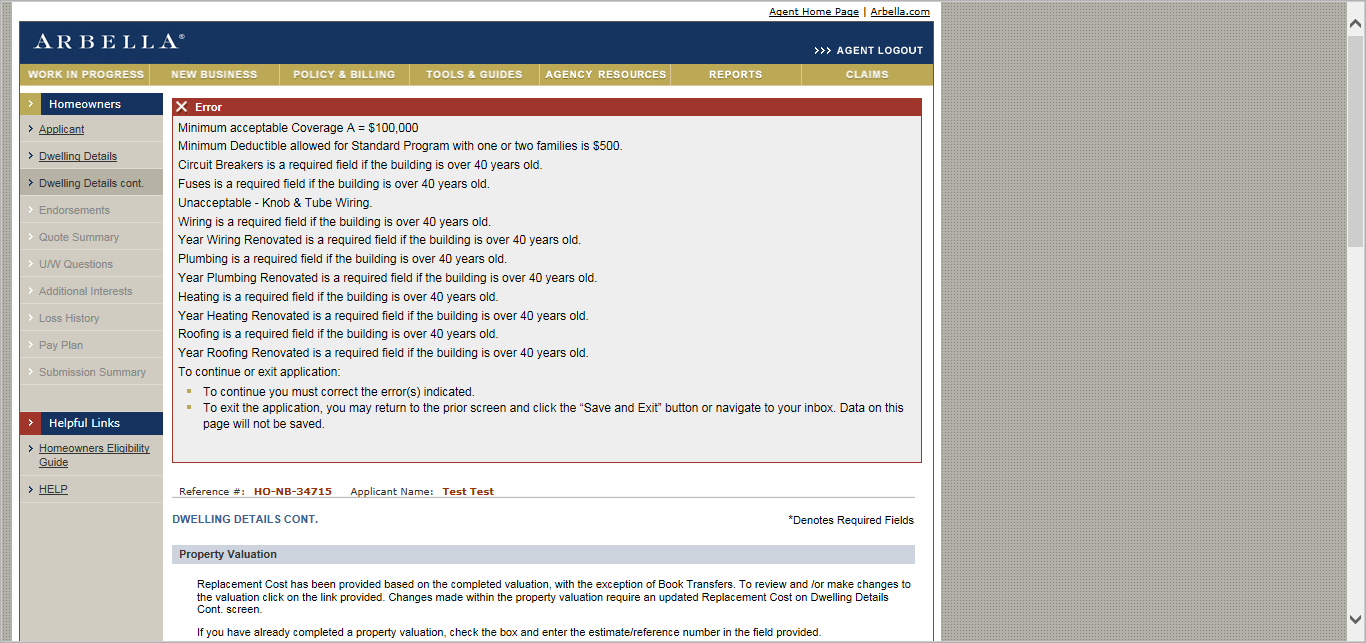 Agent Home Page | Arbella.com
ARBELLA®
>>> AGENT LOGOUT
WORK IN PROGRESS NEW BUSINESS POLICY & BILLING TOOLS & GUIDES AGENCY RESOURCES REPORTS CLAIMS
Homeowners
Applicant
Dwelling Details
Dwelling Details cont.
Endorsements
Quote Summary
U/W Questions
Additional Interests
Loss History
Pay Plan
Submission Summary
Helpful Links
Homeowners Eligibility
Guide
HELP
Error
Minimum acceptable Coverage A = $100,000
Minimum Deductible allowed for Standard Program with one or two families is $500.
Circuit Breakers is a required field if the building is over 40 years old.
Fuses is a required field if the building is over 40 years old.
Unacceptable - Knob & Tube Wiring.
Wiring is a required field if the building is over 40 years old.
Year Wiring Renovated is a required field if the building is over 40 years old.
Plumbing is a required field if the building is over 40 years old.
Year Plumbing Renovated is a required field if the building is over 40 years old.
Heating is a required field if the building is over 40 years old.
Year Heating Renovated is a required field if the building is over 40 years old.
Roofing is a required field if the building is over 40 years old.
Year Roofing Renovated is a required field if the building is over 40 years old.
To continue or exit application:
To continue you must correct the error(s) indicated.
To exit the application, you may return to the prior screen and click the “Save and Exit” button or navigate to your inbox. Data on this
page will not be saved.
Reference #: HO-NB-34715 Applicant Name: Test Test
DWELLING DETAILS CONT.
*Denotes Required Fields
Property Valuation
Replacement Cost has been provided based on the completed valuation, with the exception of Book Transfers. To review and /or make changes to
the valuation click on the link provided. Changes made within the property valuation require an updated Replacement Cost on Dwelling Details
Cont. screen.
If you have already completed a property valuation, check the box and enter the estimate/reference number in the field provided.